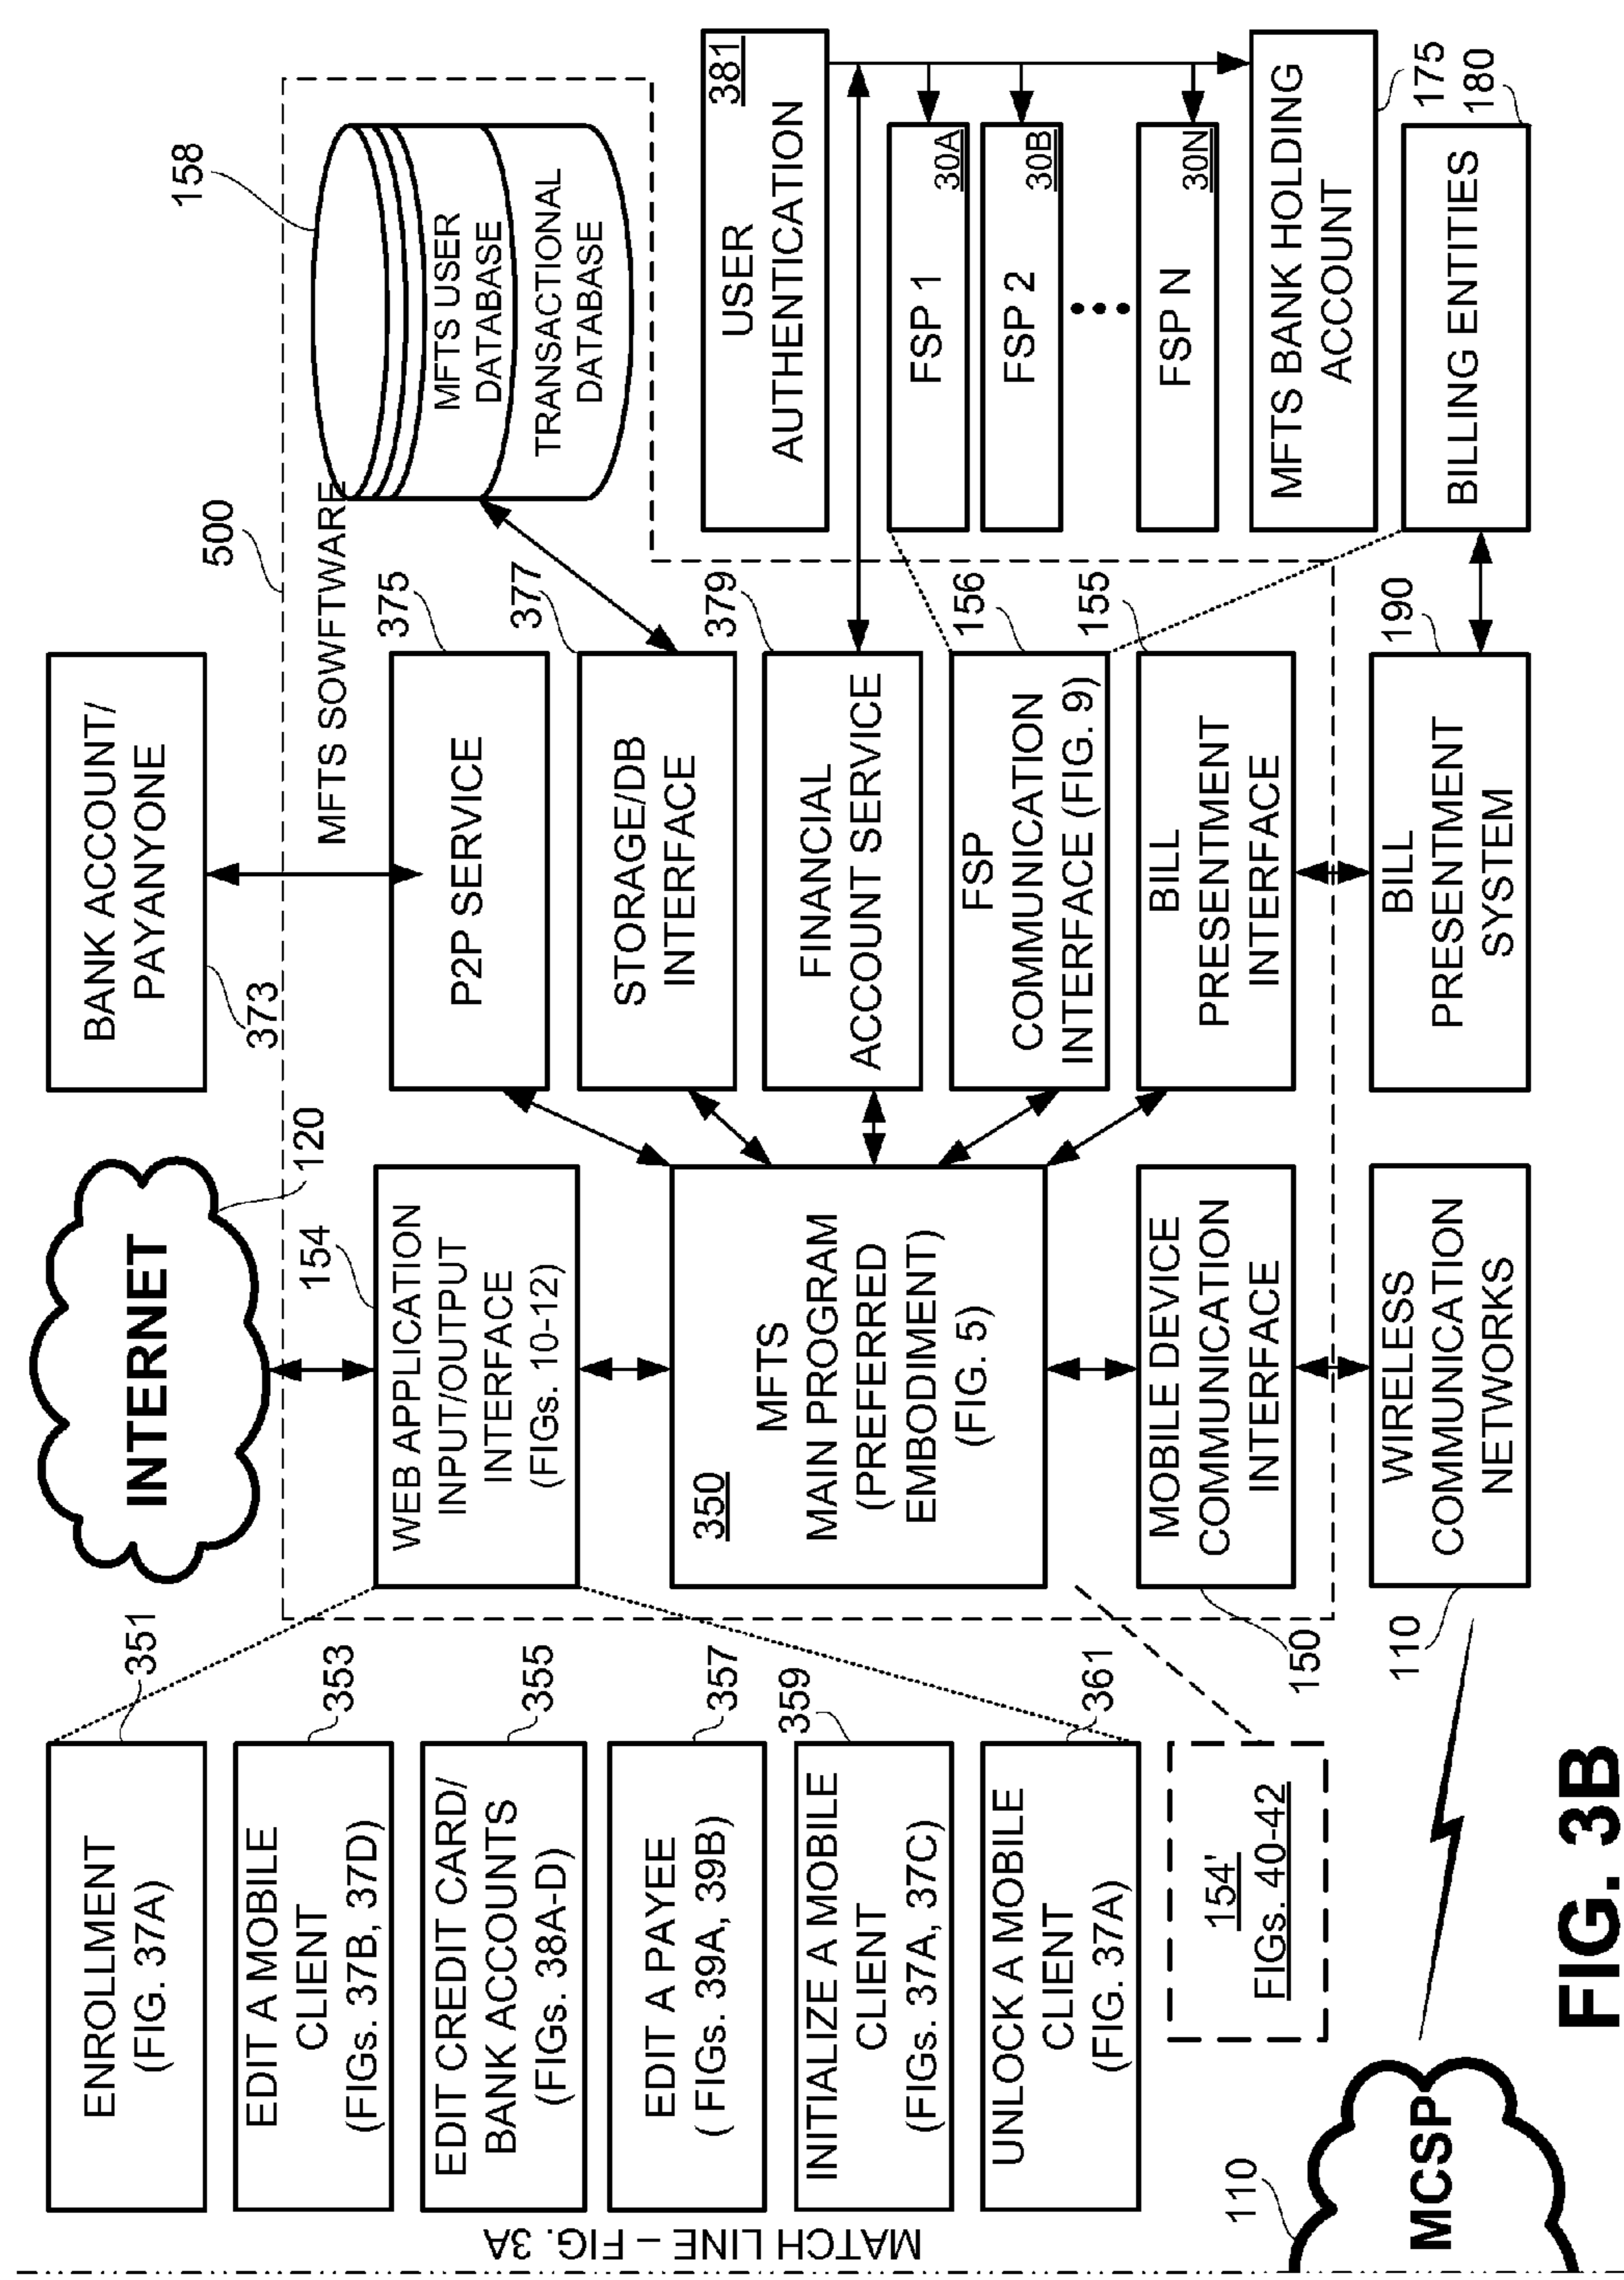 MATCH LINE – FIG. 3A
ENROLLMENT
(FIG. 37A)
351
EDIT A MOBILE
CLIENT
(FIGs. 37B, 37D)
353
EDIT CREDIT CARD/
BANK ACCOUNTS
(FIGs. 38A-D)
355
EDIT A PAYEE
( FIGs. 39A, 39B)
357
INITIALIZE A MOBILE
CLIENT
(FIGs. 37A, 37C)
359
UNLOCK A MOBILE
CLIENT
(FIG. 37A)
361
154'
FIGs. 40-42
110
MCSP
INTERNET
120
154
WEB APPLICATION
INPUT/OUTPUT
INTERFACE
(FIGs. 10-12)
350
MFTS
MAIN PROGRAM
(PREFERRED
EMBODIMENT)
(FIG. 5)
MOBILE DEVICE
COMMUNICATION
INTERFACE
150
WIRELESS
COMMUNICATION
NETWORKS
110
BANK ACCOUNT/
PAYANYONE
373
500
MFTS SOWFTWARE
P2P SERVICE
375
STORAGE/DB
INTERFACE
377
FINANCIAL
ACCOUNT SERVICE
379
FSP
COMMUNICATION
INTERFACE (FIG. 9)
156
BILL
PRESENTMENT
INTERFACE
155
BILL
PRESENTMENT
SYSTEM
190
158
MFTS USER
DATABASE
TRANSACTIONAL
DATABASE
USER
AUTHENTICATION
381
FSP 1
30A
FSP 2
30B
FSP N
30N
MFTS BANK HOLDING
ACCOUNT
175
BILLING ENTITIES
180
FIG. 3B